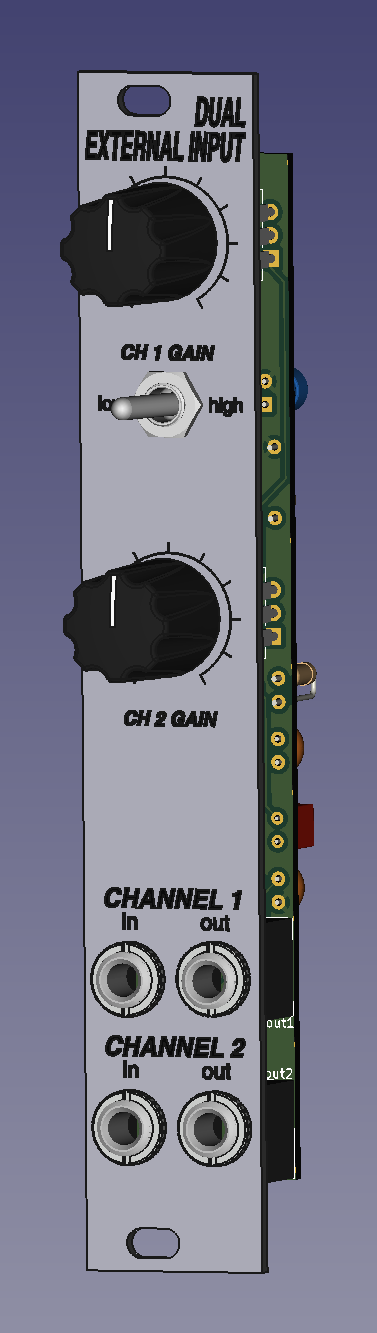 DUAL
EXTERNAL INPUT
CH 1 GAIN
lo high
CH 2 GAIN
CHANNEL 1
in out
out1
CHANNEL 2
in out
out2